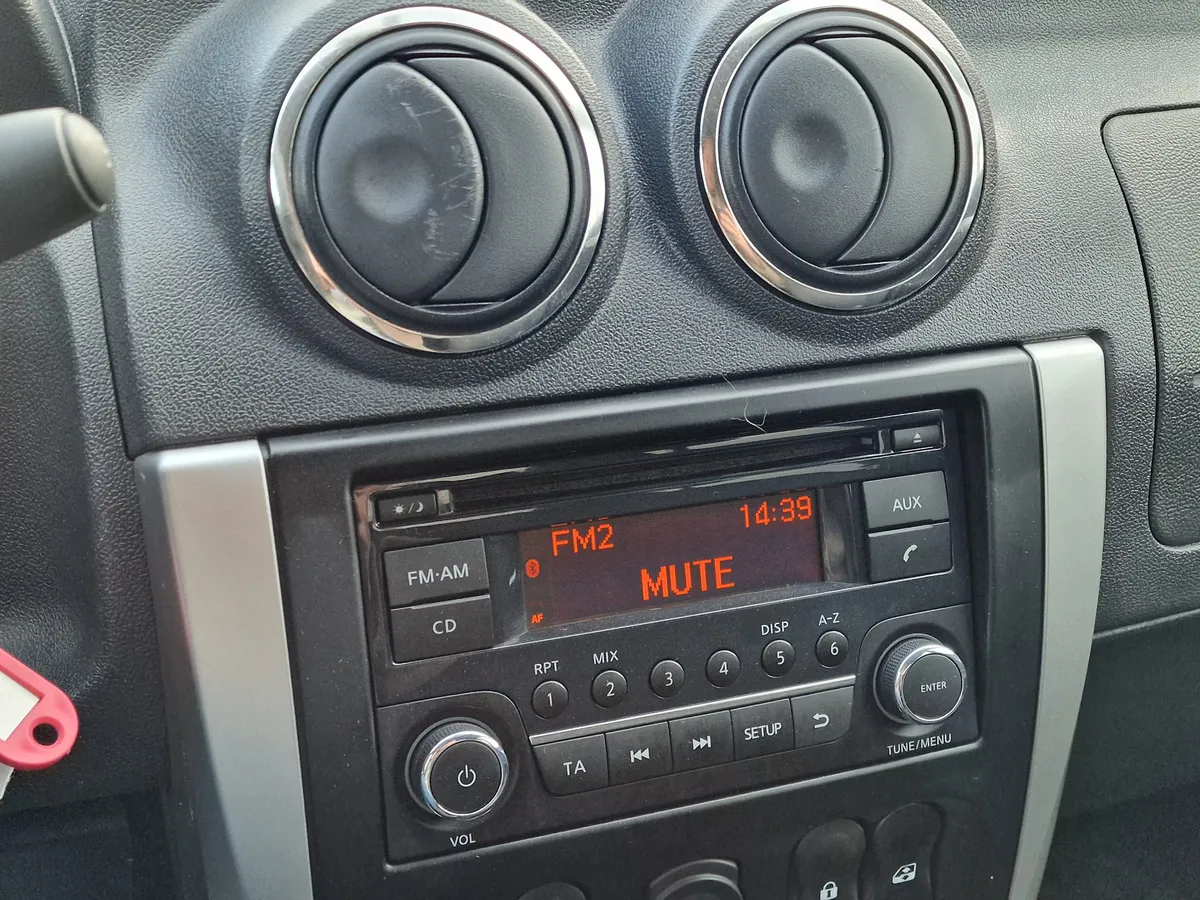 AUX
FM2
14:39
FM·AM
MUTE
CD
AF
RPT
MIX
DISP
A-Z
1
2
3
4
5
6
ENTER
TA
SETUP
TUNE/MENU
VOL